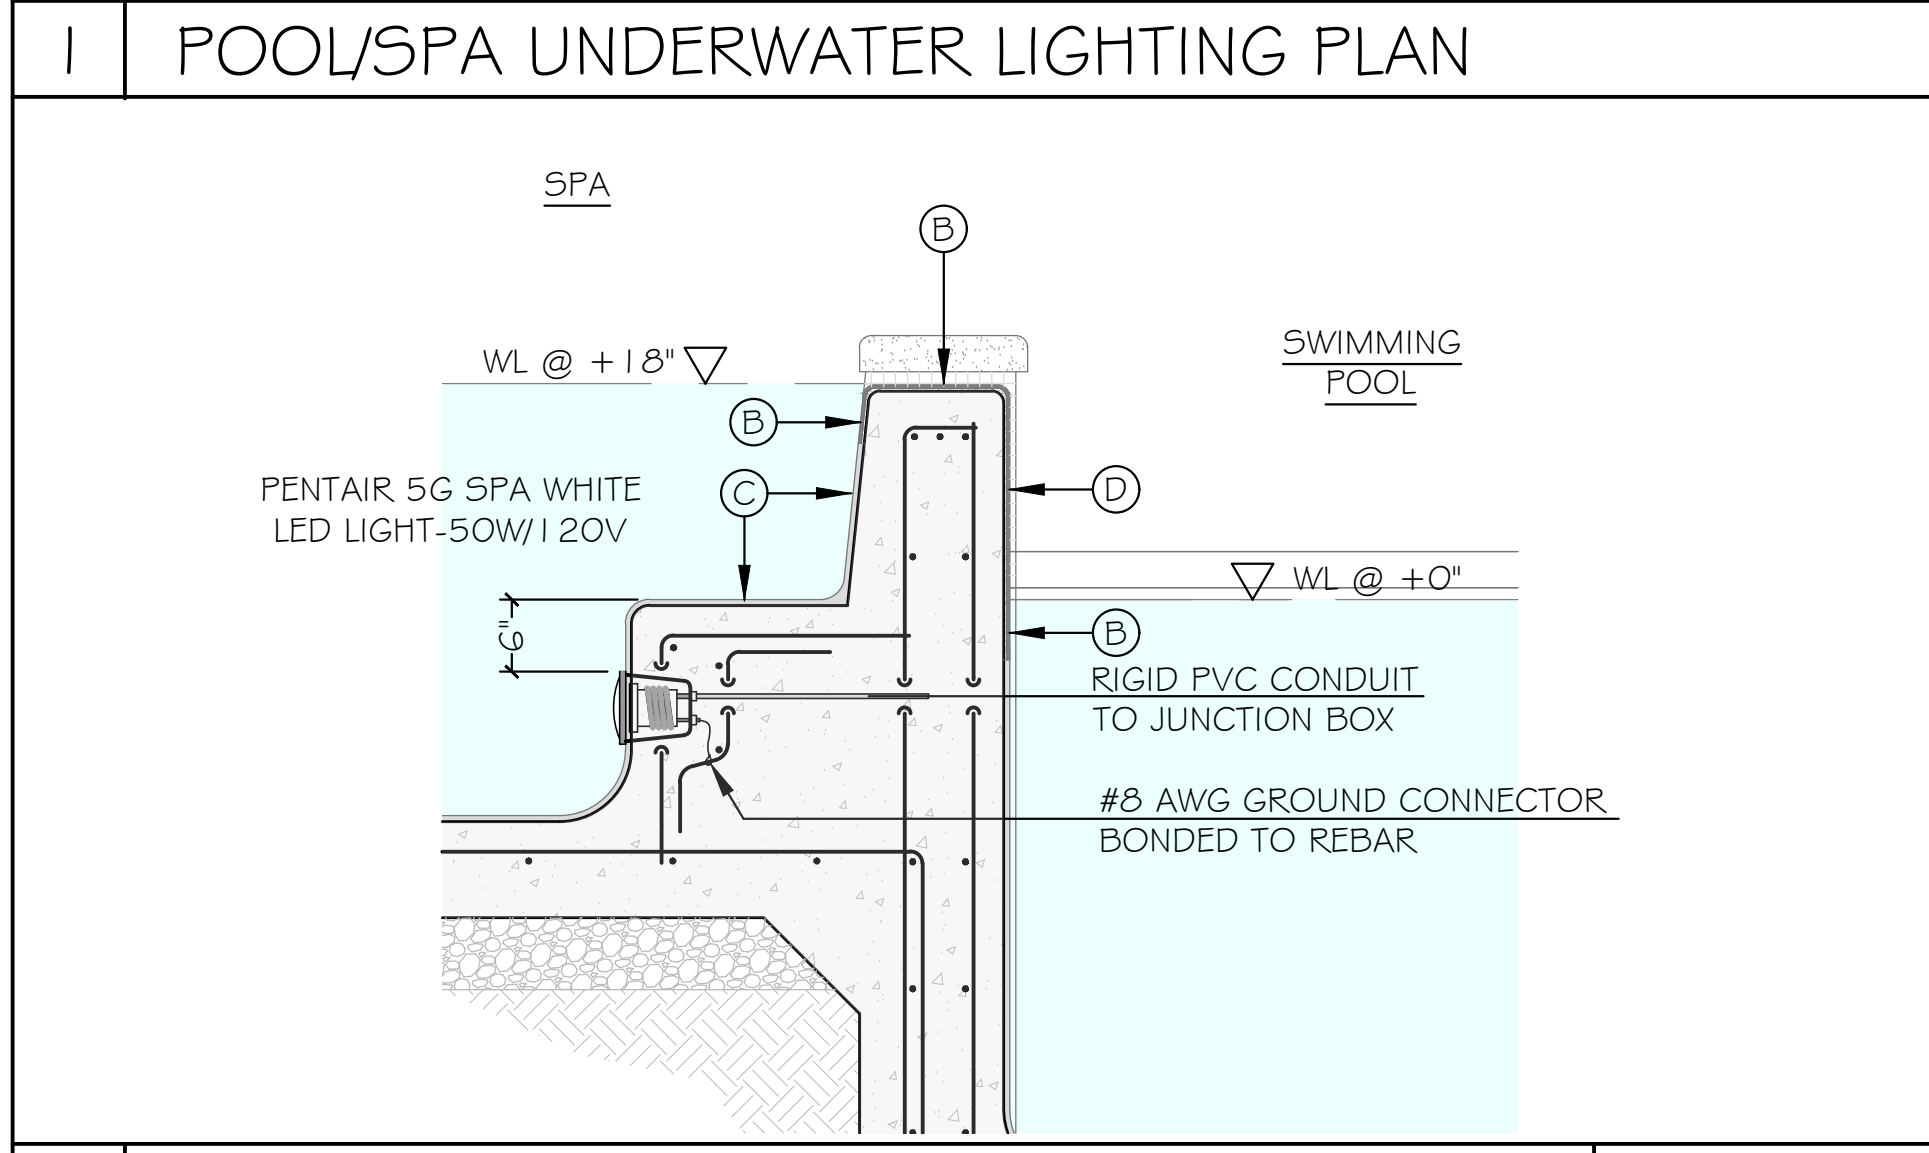 1 POOL/SPA UNDERWATER LIGHTING PLAN
SPA
B
SWIMMING
POOL
WL @ +18"
B
PENTAIR 5G SPA WHITE
LED LIGHT-50W/120V
C
D
WL @ +0"
6"
B
RIGID PVC CONDUIT
TO JUNCTION BOX
#8 AWG GROUND CONNECTOR
BONDED TO REBAR